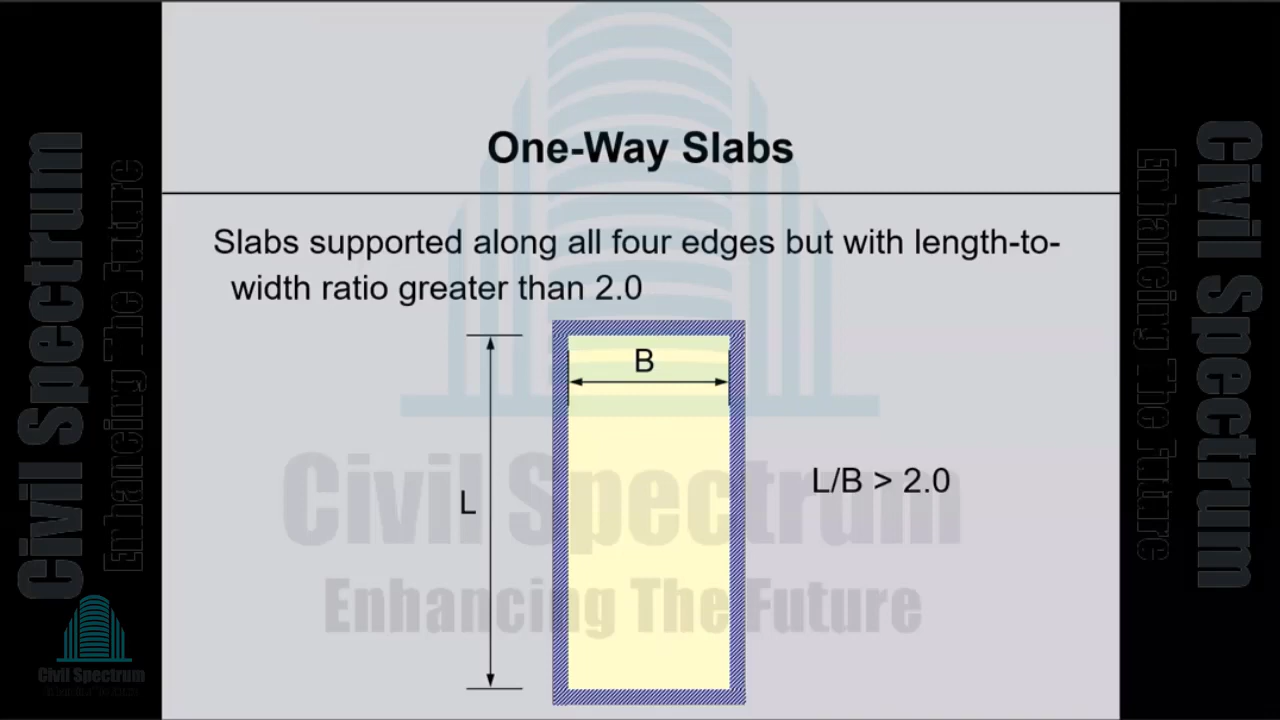 One-Way Slabs
Slabs supported along all four edges but with length-to-
width ratio greater than 2.0
B
L
L/B > 2.0
Civil Spectrum
Enhancing The Future
Civil Spectrum
Enhancing The Future
Civil Spectrum
Enhancing The Future
Civil Spectrum